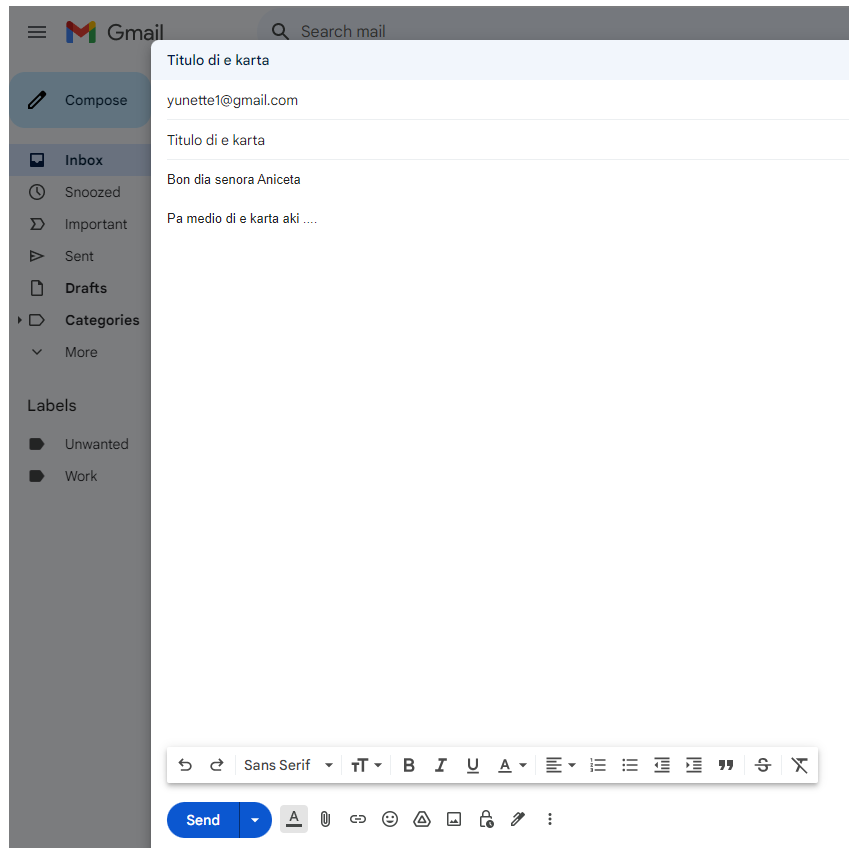 Gmail
Search mail
Titulo di e karta
Compose
yunette1@gmail.com
Titulo di e karta
Inbox
Bon dia senora Aniceta
Snoozed
Pa medio di e karta aki ....
Important
Sent
Drafts
Categories
More
Labels
Unwanted
Work
Sans Serif
Send